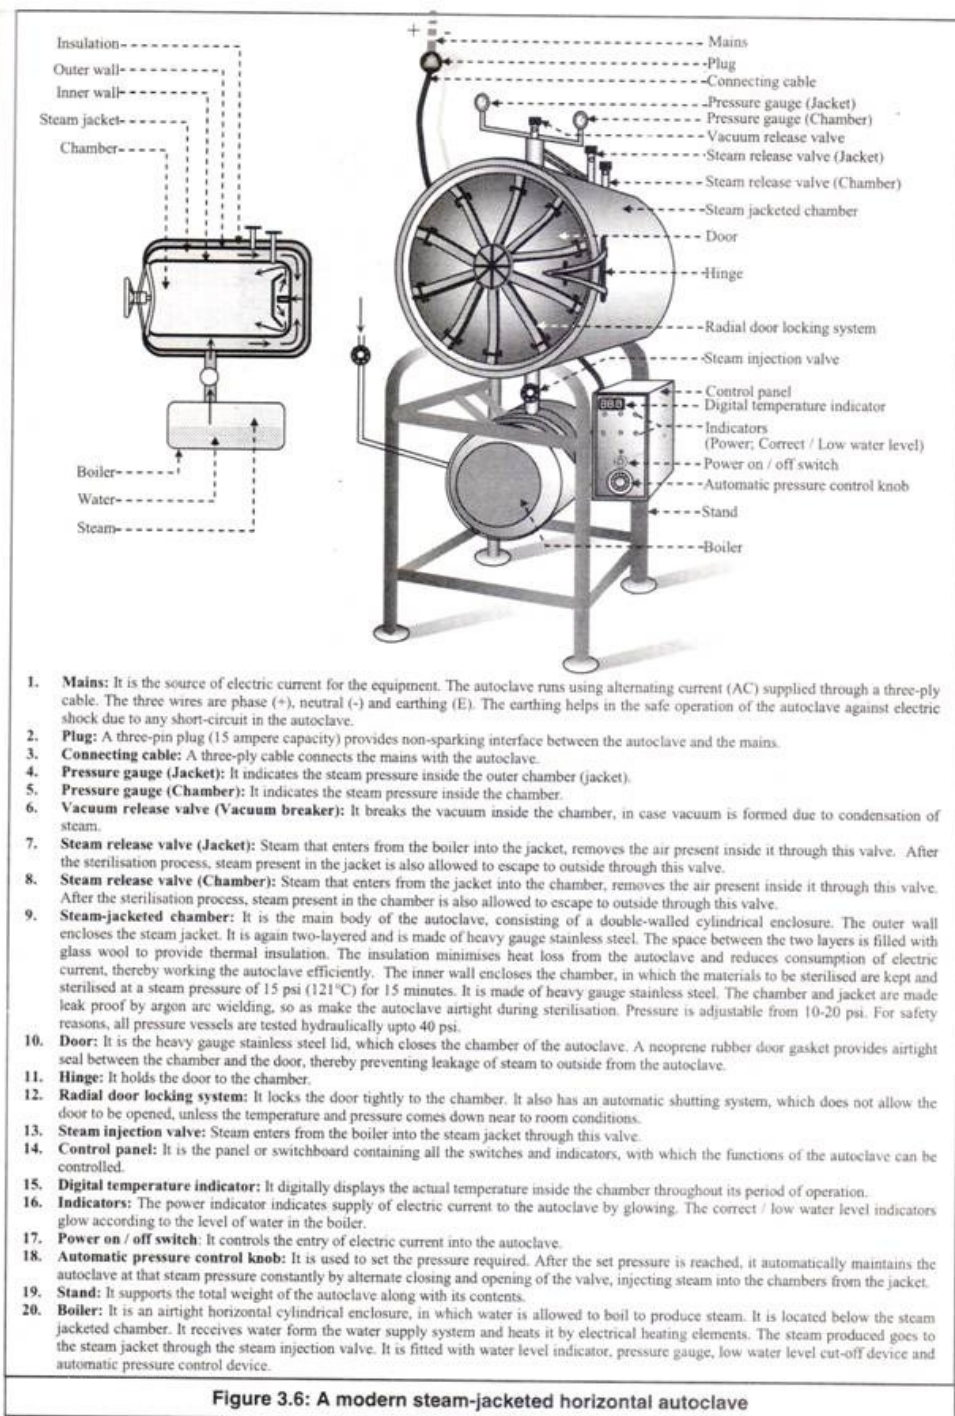 Insulation
Outer wall
Inner wall
Steam jacket
Chamber
Boiler
Water
Steam
+ -
Mains
Plug
Connecting cable
Pressure gauge (Jacket)
Pressure gauge (Chamber)
Vacuum release valve
Steam release valve (Jacket)
Steam release valve (Chamber)
Steam jacketed chamber
Door
Hinge
Radial door locking system
Steam injection valve
Control panel
Digital temperature indicator
Indicators
(Power; Correct / Low water level)
Power on / off switch
Automatic pressure control knob
Stand
Boiler
1. Mains: It is the source of electric current for the equipment. The autoclave runs using alternating current (AC) supplied through a three-ply
cable. The three wires are phase (+), neutral (-) and earthing (E). The earthing helps in the safe operation of the autoclave against electric
shock due to any short-circuit in the autoclave.
2. Plug: A three-pin plug (15 ampere capacity) provides non-sparking interface between the autoclave and the mains.
3. Connecting cable: A three-ply cable connects the mains with the autoclave.
4. Pressure gauge (Jacket): It indicates the steam pressure inside the outer chamber (jacket).
5. Pressure gauge (Chamber): It indicates the steam pressure inside the chamber.
6. Vacuum release valve (Vacuum breaker): It breaks the vacuum inside the chamber, in case vacuum is formed due to condensation of
steam.
7. Steam release valve (Jacket): Steam that enters from the boiler into the jacket, removes the air present inside it through this valve. After
the sterilisation process, steam present in the jacket is also allowed to escape to outside through this valve.
8. Steam release valve (Chamber): Steam that enters from the jacket into the chamber, removes the air present inside it through this valve.
After the sterilisation process, steam present in the chamber is also allowed to escape to outside through this valve.
9. Steam-jacketed chamber: It is the main body of the autoclave, consisting of a double-walled cylindrical enclosure. The outer wall
encloses the steam jacket. It is again two-layered and is made of heavy gauge stainless steel. The space between the two layers is filled with
glass wool to provide thermal insulation. The insulation minimises heat loss from the autoclave and reduces consumption of electric
current, thereby working the autoclave efficiently. The inner wall encloses the chamber, in which the materials to be sterilised are kept and
sterilised at a steam pressure of 15 psi (121°C) for 15 minutes. It is made of heavy gauge stainless steel. The chamber and jacket are made
leak proof by argon arc wielding, so as make the autoclave airtight during sterilisation. Pressure is adjustable from 10-20 psi. For safety
reasons, all pressure vessels are tested hydraulically upto 40 psi.
10. Door: It is the heavy gauge stainless steel lid, which closes the chamber of the autoclave. A neoprene rubber door gasket provides airtight
seal between the chamber and the door, thereby preventing leakage of steam to outside from the autoclave.
11. Hinge: It holds the door to the chamber.
12. Radial door locking system: It locks the door tightly to the chamber. It also has an automatic shutting system, which does not allow the
door to be opened, unless the temperature and pressure comes down near to room conditions.
13. Steam injection valve: Steam enters from the boiler into the steam jacket through this valve.
14. Control panel: It is the panel or switchboard containing all the switches and indicators, with which the functions of the autoclave can be
controlled.
15. Digital temperature indicator: It digitally displays the actual temperature inside the chamber throughout its period of operation.
16. Indicators: The power indicator indicates supply of electric current to the autoclave by glowing. The correct / low water level indicators
glow according to the level of water in the boiler.
17. Power on / off switch: It controls the entry of electric current into the autoclave.
18. Automatic pressure control knob: It is used to set the pressure required. After the set pressure is reached, it automatically maintains the
autoclave at that steam pressure constantly by alternate closing and opening of the valve, injecting steam into the chambers from the jacket.
19. Stand: It supports the total weight of the autoclave along with its contents.
20. Boiler: It is an airtight horizontal cylindrical enclosure, in which water is allowed to boil to produce steam. It is located below the steam
jacketed chamber. It receives water form the water supply system and heats it by electrical heating elements. The steam produced goes to
the steam jacket through the steam injection valve. It is fitted with water level indicator, pressure gauge, low water level cut-off device and
automatic pressure control device.
Figure 3.6: A modern steam-jacketed horizontal autoclave